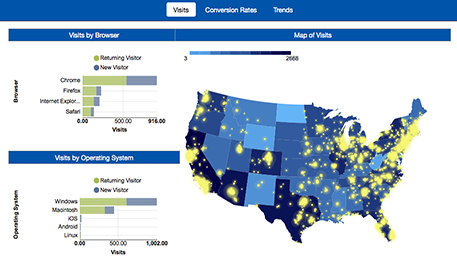 Visits Conversion Rates Trends
Visits by Browser
Returning Visitor
New Visitor
Browser
Chrome
Firefox
Internet Explor...
Safari
0.00 500.00 916.00
Visits
Visits by Operating System
Returning Visitor
New Visitor
Operating System
Windows
Macintosh
iOS
Android
Linux
0.00 500.00 1,002.00
Visits
Map of Visits
3 2668